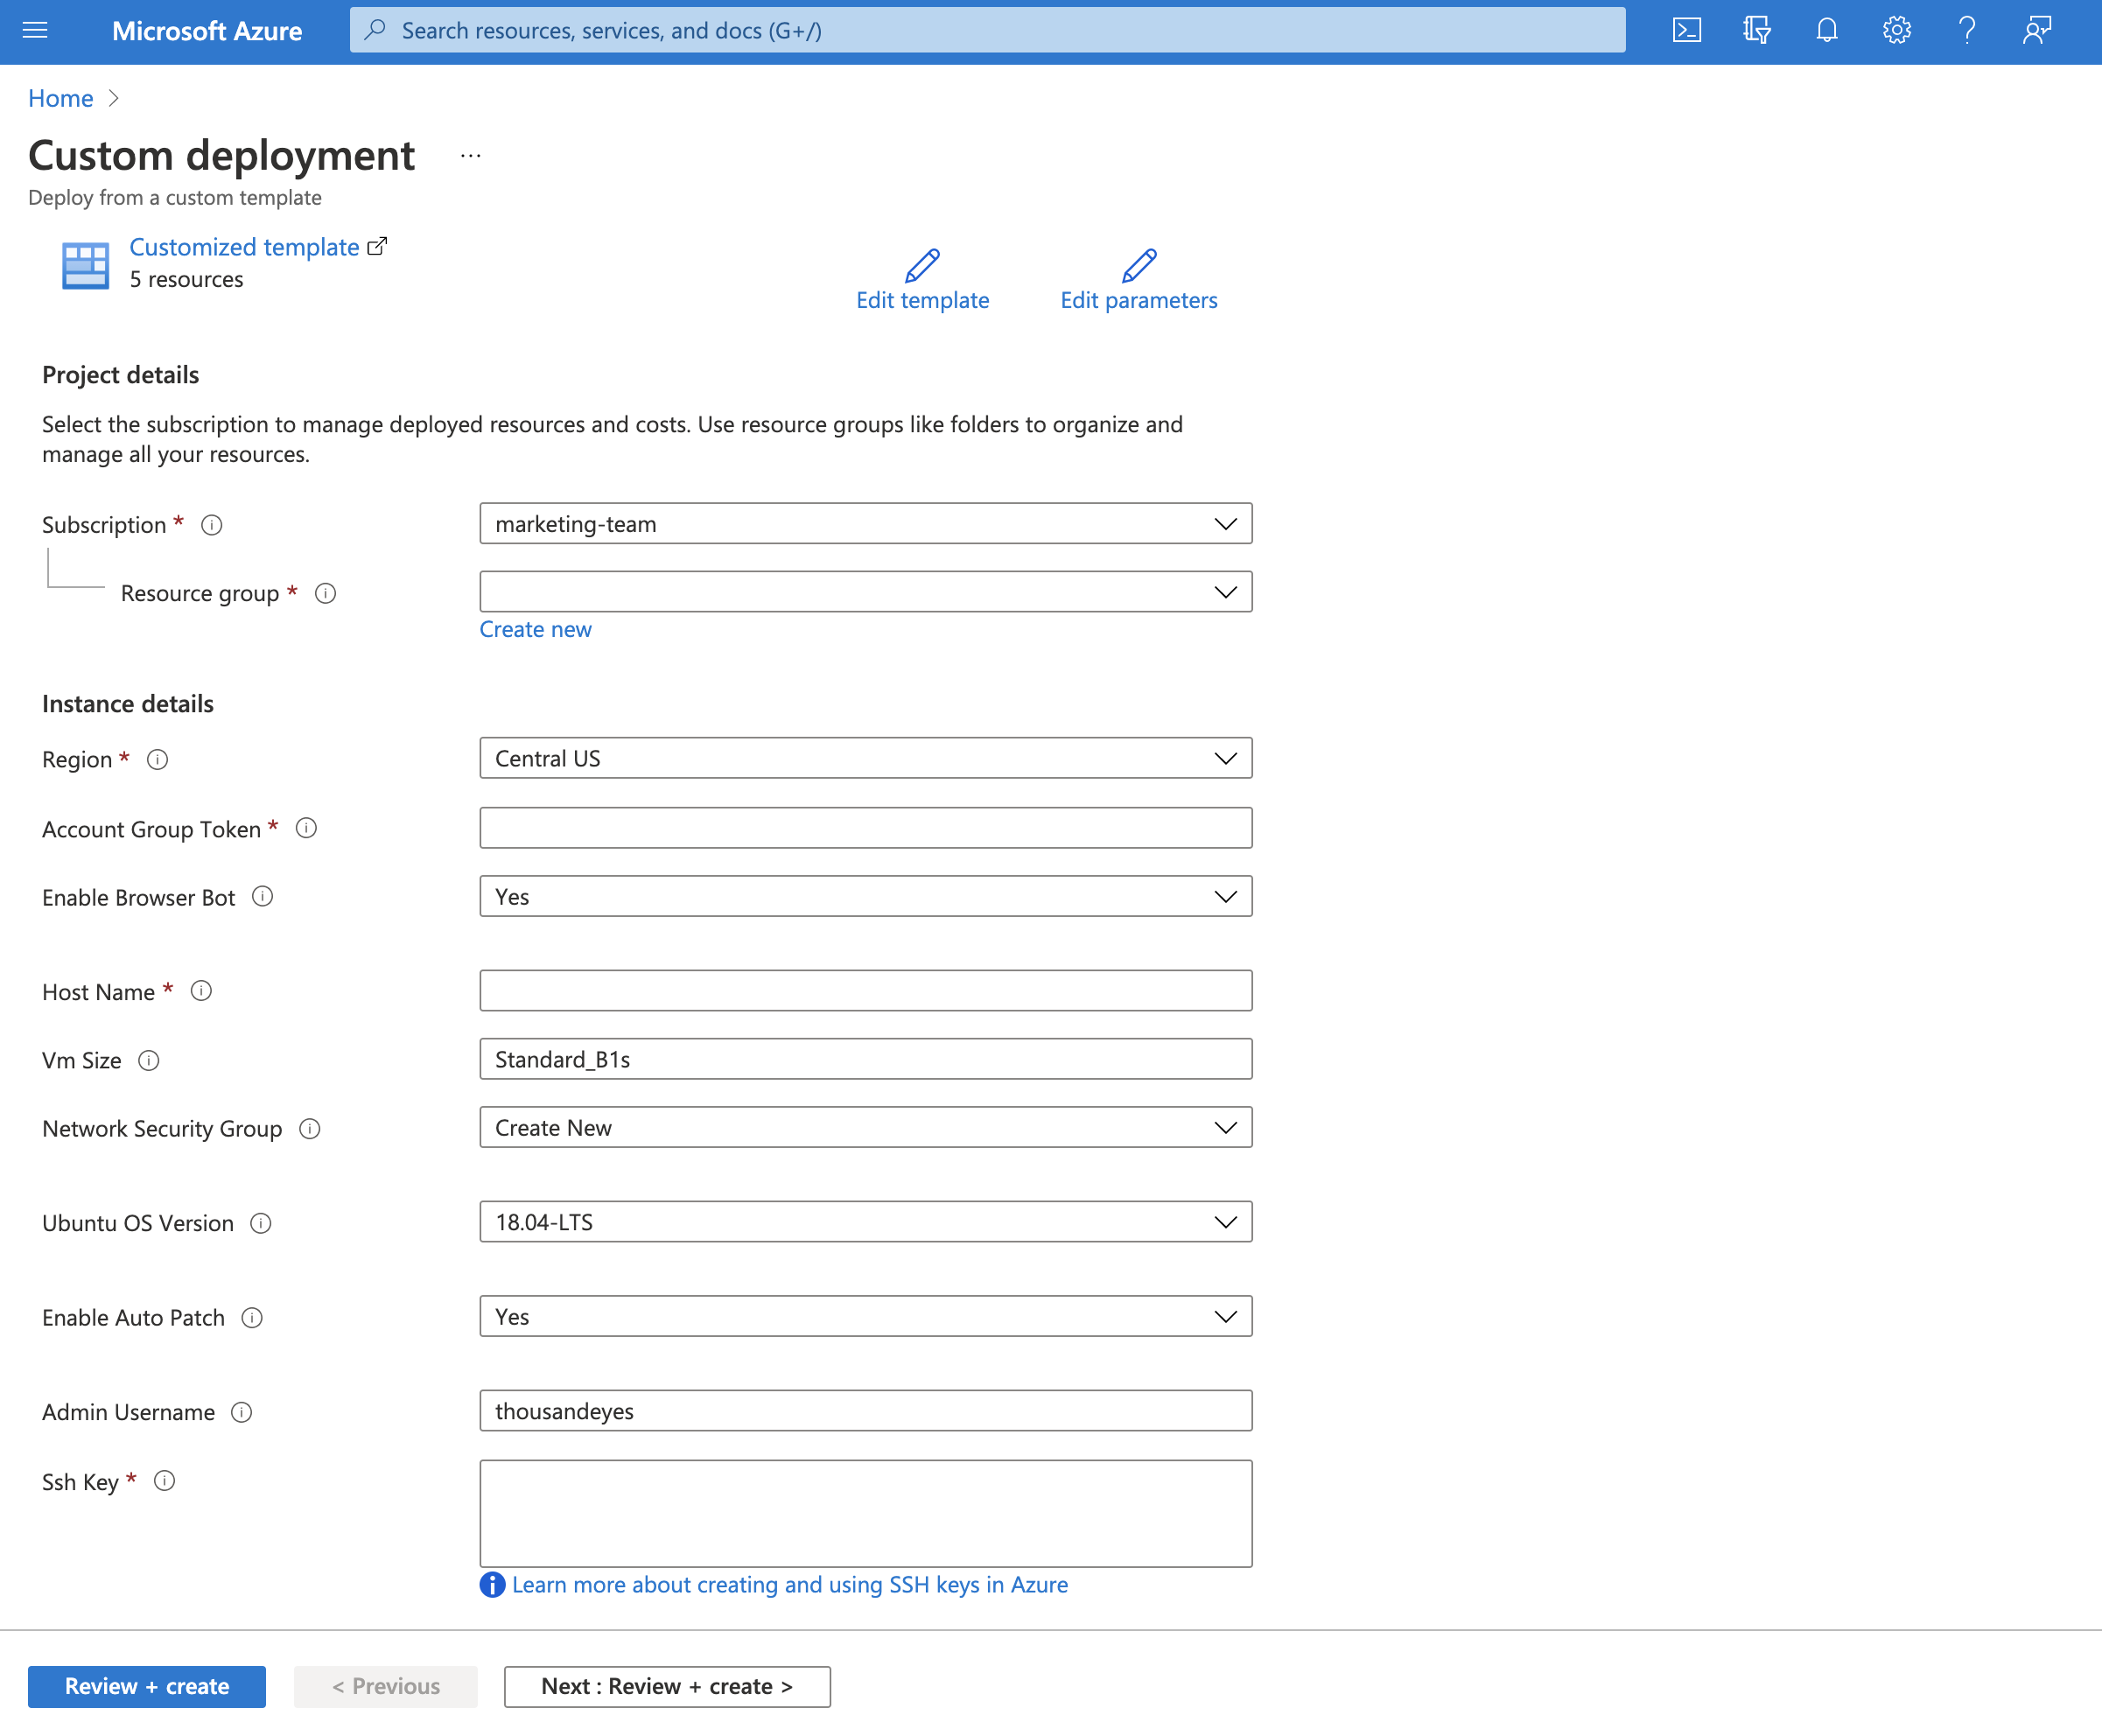 Microsoft Azure
Search resources, services, and docs (G+/)
Home
Custom deployment ...
Deploy from a custom template
Customized template
5 resources
Edit template
Edit parameters
Project details
Select the subscription to manage deployed resources and costs. Use resource groups like folders to organize and
manage all your resources.
Subscription *
marketing-team
Resource group *
Create new
Instance details
Region *
Central US
Account Group Token *
Enable Browser Bot
Yes
Host Name *
Vm Size
Standard_B1s
Network Security Group
Create New
Ubuntu OS Version
18.04-LTS
Enable Auto Patch
Yes
Admin Username
thousandeyes
Ssh Key *
Learn more about creating and using SSH keys in Azure
Review + create
< Previous
Next : Review + create >